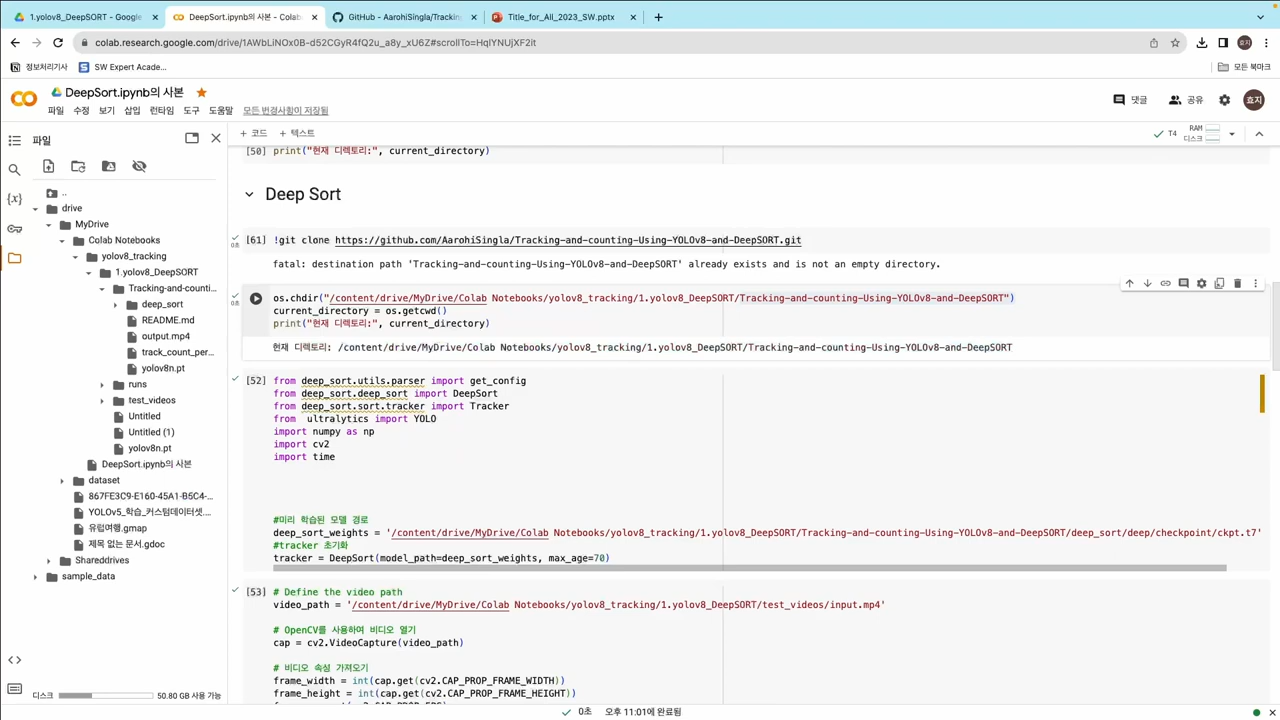 1.yolov8_DeepSORT - Google
DeepSort.ipynb의 사본 - Colab
GitHub - AarohiSingla/Tracking
Title_for_All_2023_SW.pptx
colab.research.google.com/drive/1AWbLiNOx0B-d52CGyR4fQ2u_a8y_xU6Z#scrollTo=HqlYNUjXF2it
효지
정보처리기사
SW Expert Acade...
모든 북마크
DeepSort.ipynb의 사본
파일 수정 보기 삽입 런타임 도구 도움말 모든 변경사항이 저장됨
댓글
공유
효지
파일
+ 코드 + 텍스트
T4
RAM
디스크
..
drive
MyDrive
Colab Notebooks
yolov8_tracking
1.yolov8_DeepSORT
Tracking-and-counti...
deep_sort
README.md
output.mp4
track_count_per...
yolov8n.pt
runs
test_videos
Untitled
Untitled (1)
yolov8n.pt
DeepSort.ipynb의 사본
dataset
867FE3C9-E160-45A1-B5C4-...
YOLOv5_학습_커스텀데이터셋....
유럽여행.gmap
제목 없는 문서.gdoc
Shareddrives
sample_data
디스크
50.80 GB 사용 가능
[50] print("현재 디렉토리:", current_directory)
Deep Sort
0초
[61] !git clone https://github.com/AarohiSingla/Tracking-and-counting-Using-YOLOv8-and-DeepSORT.git
fatal: destination path 'Tracking-and-counting-Using-YOLOv8-and-DeepSORT' already exists and is not an empty directory.
0초
os.chdir("/content/drive/MyDrive/Colab Notebooks/yolov8_tracking/1.yolov8_DeepSORT/Tracking-and-counting-Using-YOLOv8-and-DeepSORT")
current_directory = os.getcwd()
print("현재 디렉토리:", current_directory)
현재 디렉토리: /content/drive/MyDrive/Colab Notebooks/yolov8_tracking/1.yolov8_DeepSORT/Tracking-and-counting-Using-YOLOv8-and-DeepSORT
[52] from deep_sort.utils.parser import get_config
from deep_sort.deep_sort import DeepSort
from deep_sort.sort.tracker import Tracker
from  ultralytics import YOLO
import numpy as np
import cv2
import time
#미리 학습된 모델 경로
deep_sort_weights = '/content/drive/MyDrive/Colab Notebooks/yolov8_tracking/1.yolov8_DeepSORT/Tracking-and-counting-Using-YOLOv8-and-DeepSORT/deep_sort/deep/checkpoint/ckpt.t7'
#tracker 초기화
tracker = DeepSort(model_path=deep_sort_weights, max_age=70)
[53] # Define the video path
video_path = '/content/drive/MyDrive/Colab Notebooks/yolov8_tracking/1.yolov8_DeepSORT/test_videos/input.mp4'
# OpenCV를 사용하여 비디오 열기
cap = cv2.VideoCapture(video_path)
# 비디오 속성 가져오기
frame_width = int(cap.get(cv2.CAP_PROP_FRAME_WIDTH))
frame_height = int(cap.get(cv2.CAP_PROP_FRAME_HEIGHT))
0초 오후 11:01에 완료됨